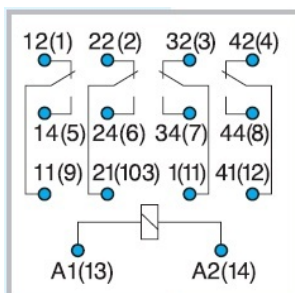 12(1) 22(2) 32(3) 42(4)
14(5) 24(6) 34(7) 44(8)
11(9) 21(103) 1(11) 41(12)
A1(13) A2(14)